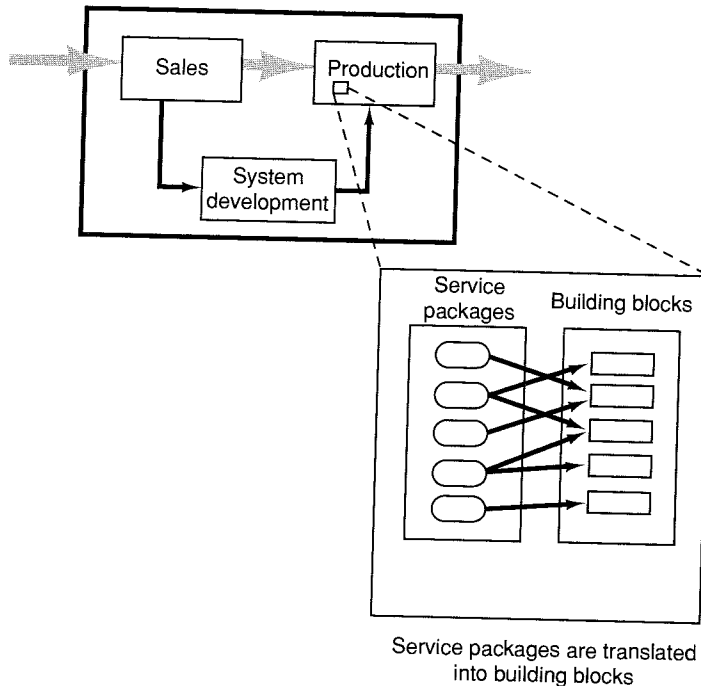 Sales
Production
System
development
Service
packages
Building blocks
Service packages are translated
into building blocks